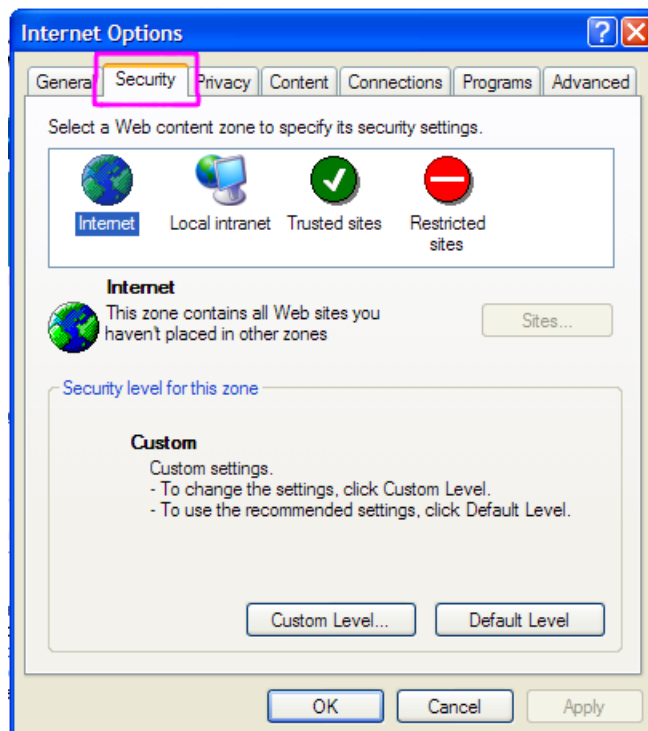 Internet Options
General Security Privacy Content Connections Programs Advanced
Select a Web content zone to specify its security settings.
Internet Local intranet Trusted sites Restricted
sites
Internet
This zone contains all Web sites you
haven't placed in other zones
Sites...
Security level for this zone
Custom
Custom settings.
- To change the settings, click Custom Level.
- To use the recommended settings, click Default Level.
Custom Level... Default Level
OK Cancel Apply